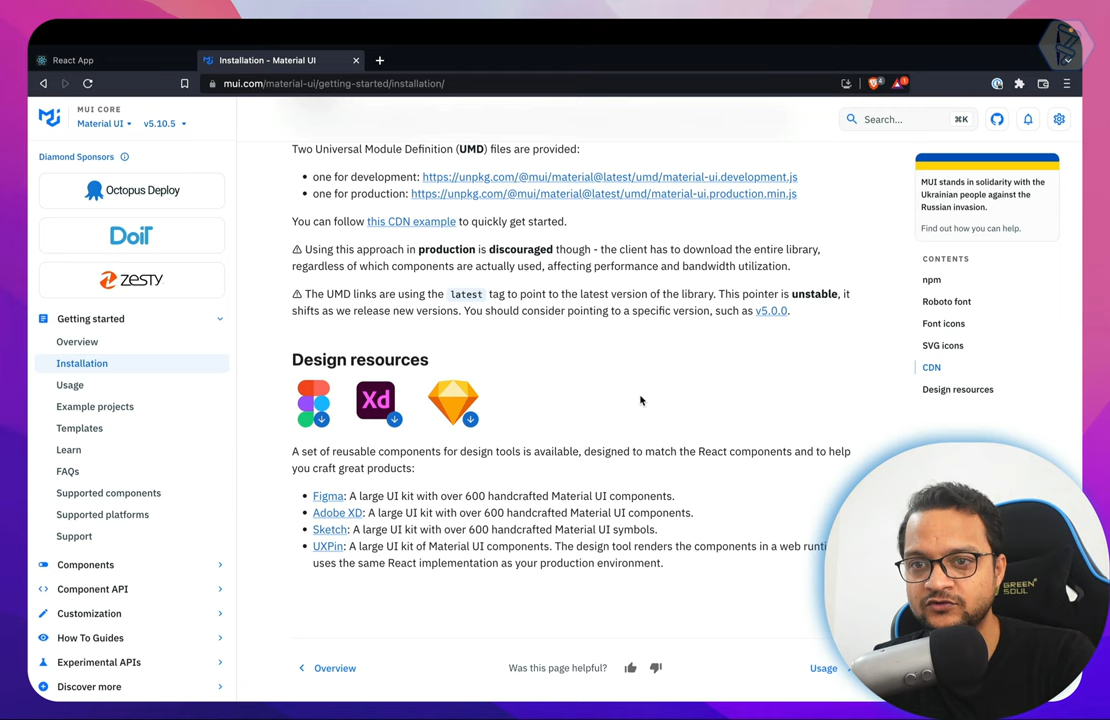 React App
Installation - Material UI
mui.com/material-ui/getting-started/installation/
4
1
MUI CORE
Material UI
v5.10.5
Search...
⌘K
Diamond Sponsors
Octopus Deploy
DoiT
ZESTY
Getting started
Overview
Installation
Usage
Example projects
Templates
Learn
FAQs
Supported components
Supported platforms
Support
Components
Component API
Customization
How To Guides
Experimental APIs
Discover more
Two Universal Module Definition (UMD) files are provided:
• one for development: https://unpkg.com/@mui/material@latest/umd/material-ui.development.js
• one for production: https://unpkg.com/@mui/material@latest/umd/material-ui.production.min.js
You can follow this CDN example to quickly get started.
⚠ Using this approach in production is discouraged though - the client has to download the entire library,
regardless of which components are actually used, affecting performance and bandwidth utilization.
⚠ The UMD links are using the latest tag to point to the latest version of the library. This pointer is unstable, it
shifts as we release new versions. You should consider pointing to a specific version, such as v5.0.0.
Design resources
Xd
A set of reusable components for design tools is available, designed to match the React components and to help
you craft great products:
• Figma: A large UI kit with over 600 handcrafted Material UI components.
• Adobe XD: A large UI kit with over 600 handcrafted Material UI components.
• Sketch: A large UI kit with over 600 handcrafted Material UI symbols.
• UXPin: A large UI kit of Material UI components. The design tool renders the components in a web
uses the same React implementation as your production environment.
Overview
Was this page helpful?
Usage
MUI stands in solidarity with the
Ukrainian people against the
Russian invasion.
Find out how you can help.
CONTENTS
npm
Roboto font
Font icons
SVG icons
CDN
Design resources
GREEN
SOUL